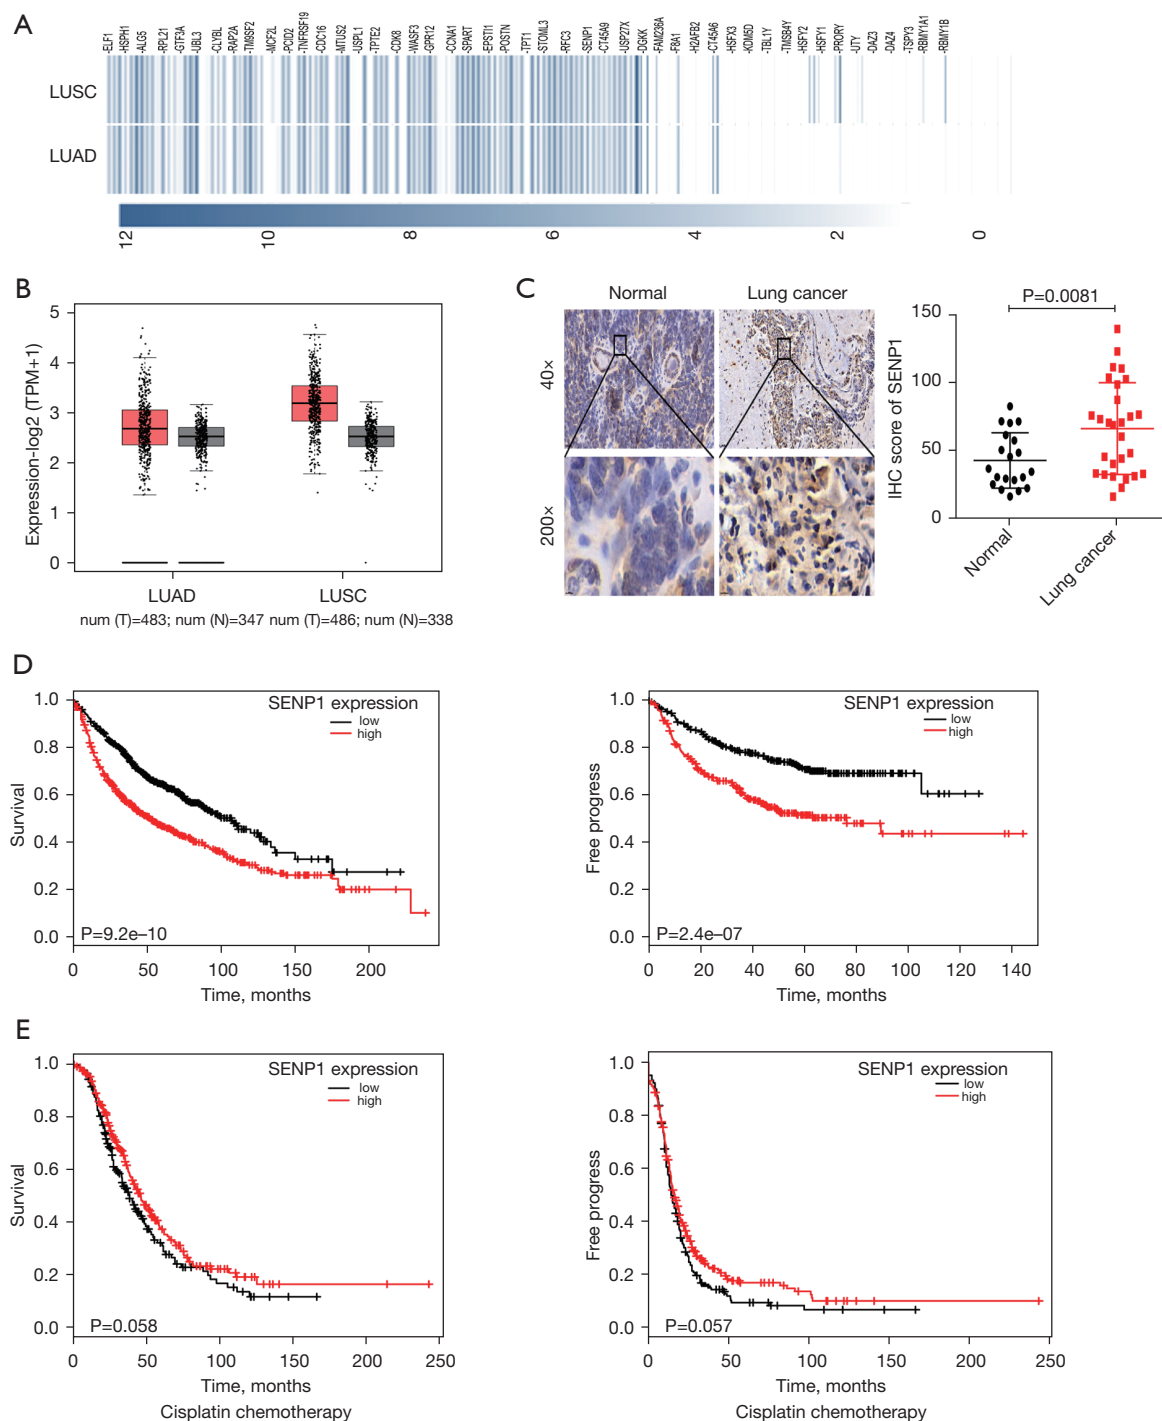 A
-ELF1
-HSPH1
-ALG5
-RPL21
-GTF3A
-UBL3
-CLYBL
-RAP2A
-TM9SF2
-MCF2L
-PCID2
-TNFRSF19
-CDC16
-MTUS2
-USPL1
-TPTE2
-CDK8
-WASF3
-GPR12
-CCNA1
-SPART
-EPSTI1
-POSTN
-TPT1
-STOML3
-RFC3
-SENP1
-CT45A9
-USP27X
-DGKK
-FAM236A
-F8A1
-H2AFB2
-CT45A6
-HSFX3
-KDM5D
-TBL1Y
-TMSB4Y
-HSFY2
-HSFY1
-PRORY
-UTY
-DAZ3
-DAZ4
-TSPY3
-RBMY1A1
-RBMY1B
LUSC
LUAD
12 10 8 6 4 2 0
B
Expression-log2 (TPM+1)
5
4
3
2
1
0
LUAD LUSC
num (T)=483; num (N)=347 num (T)=486; num (N)=338
C
Normal Lung cancer
40×
200×
P=0.0081
IHC score of SENP1
150
100
50
0
Normal
Lung cancer
D
SENP1 expression
low
high
Survival
1.0
0.8
0.6
0.4
0.2
0.0
P=9.2e–10
0 50 100 150 200
Time, months
SENP1 expression
low
high
Free progress
1.0
0.8
0.6
0.4
0.2
0.0
P=2.4e–07
0 20 40 60 80 100 120 140
Time, months
E
SENP1 expression
low
high
Survival
1.0
0.8
0.6
0.4
0.2
0.0
P=0.058
0 50 100 150 200 250
Time, months
Cisplatin chemotherapy
SENP1 expression
low
high
Free progress
1.0
0.8
0.6
0.4
0.2
0.0
P=0.057
0 50 100 150 200 250
Time, months
Cisplatin chemotherapy